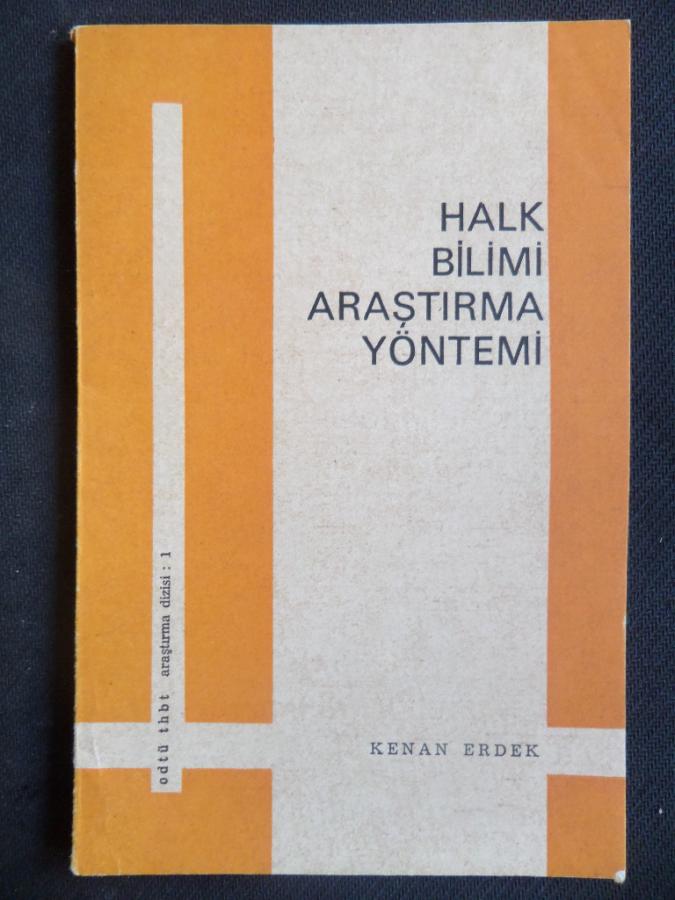 HALK
BİLİMİ
ARAŞTIRMA
YÖNTEMİ
odtü thbt araştırma dizisi : 1
KENAN ERDEK